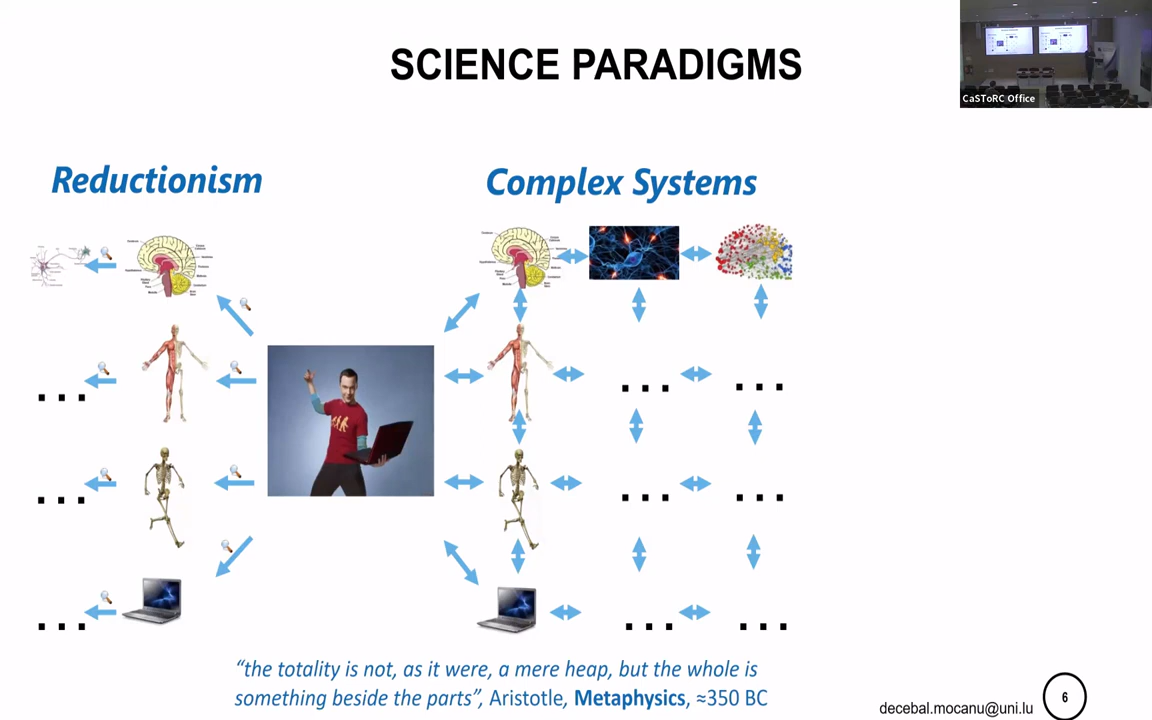 SCIENCE PARADIGMS
CaSToRC Office
Reductionism
Complex Systems
. . .
. . .
. . .
. . .
. . .
. . .
. . .
. . .
. . .
“the totality is not, as it were, a mere heap, but the whole is
something beside the parts”, Aristotle, Metaphysics, ≈350 BC
decebal.mocanu@uni.lu
6